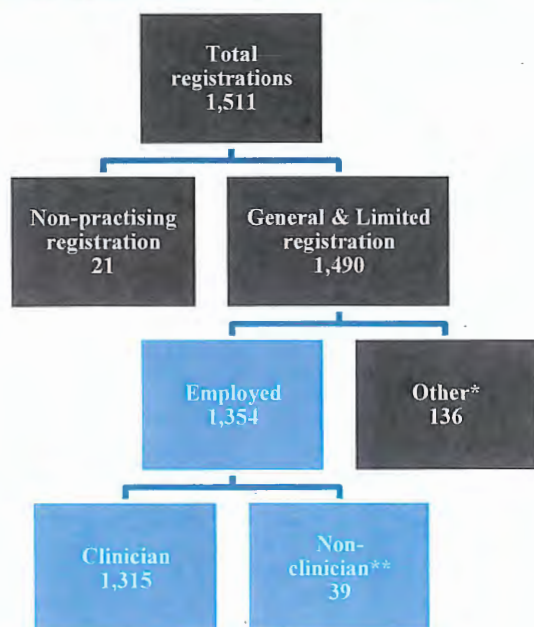 Total
registrations
1,511
Non-practising
registration
21
General & Limited
registration
1,490
Employed
1,354
Other*
136
Clinician
1,315
Non-
clinician**
39